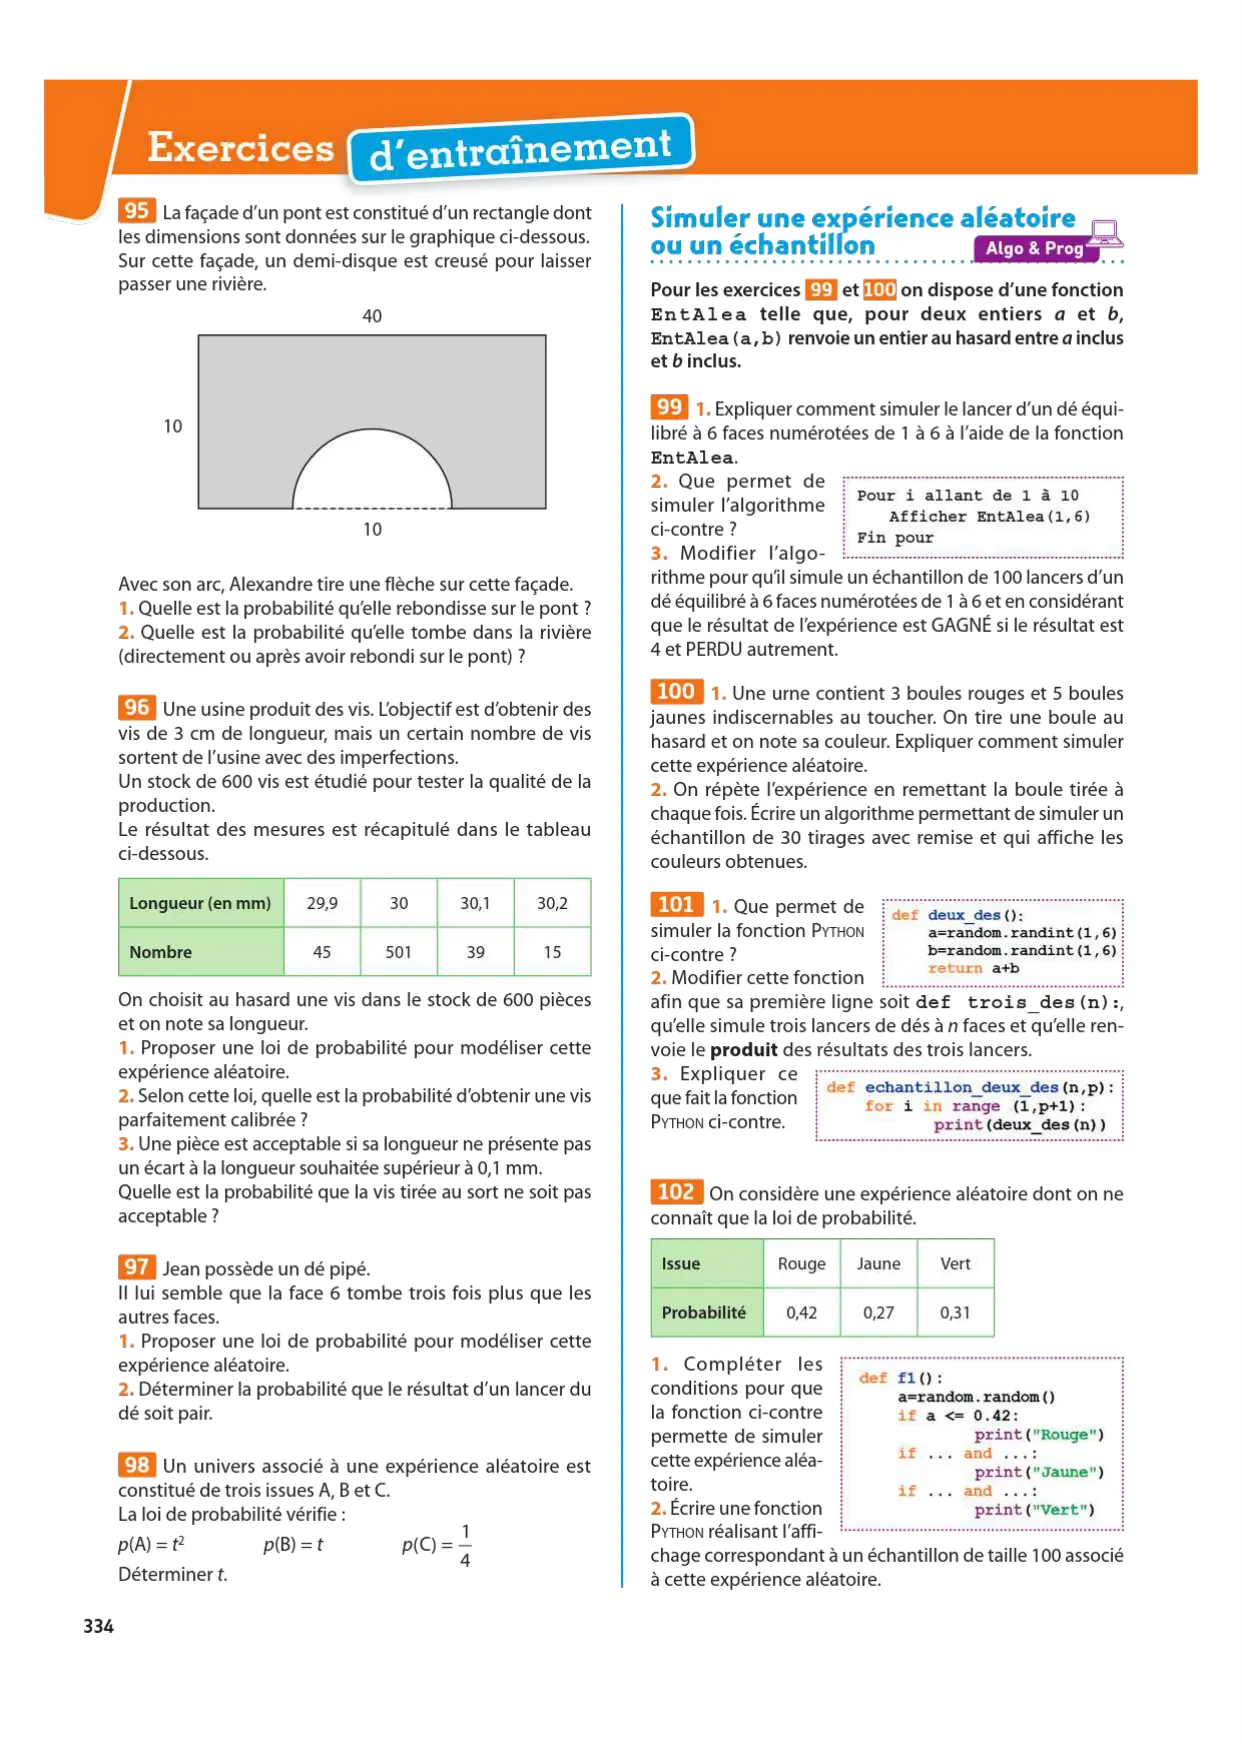 Exercices d'entraînement
95 La façade d'un pont est constitué d'un rectangle dont
les dimensions sont données sur le graphique ci-dessous.
Sur cette façade, un demi-disque est creusé pour laisser
passer une rivière.
40
10
10
Avec son arc, Alexandre tire une flèche sur cette façade.
1. Quelle est la probabilité qu'elle rebondisse sur le pont ?
2. Quelle est la probabilité qu'elle tombe dans la rivière
(directement ou après avoir rebondi sur le pont) ?
96 Une usine produit des vis. L'objectif est d'obtenir des
vis de 3 cm de longueur, mais un certain nombre de vis
sortent de l'usine avec des imperfections.
Un stock de 600 vis est étudié pour tester la qualité de la
production.
Le résultat des mesures est récapitulé dans le tableau
ci-dessous.
Longueur (en mm) 29,9 30 30,1 30,2
Nombre 45 501 39 15
On choisit au hasard une vis dans le stock de 600 pièces
et on note sa longueur.
1. Proposer une loi de probabilité pour modéliser cette
expérience aléatoire.
2. Selon cette loi, quelle est la probabilité d'obtenir une vis
parfaitement calibrée ?
3. Une pièce est acceptable si sa longueur ne présente pas
un écart à la longueur souhaitée supérieur à 0,1 mm.
Quelle est la probabilité que la vis tirée au sort ne soit pas
acceptable ?
97 Jean possède un dé pipé.
Il lui semble que la face 6 tombe trois fois plus que les
autres faces.
1. Proposer une loi de probabilité pour modéliser cette
expérience aléatoire.
2. Déterminer la probabilité que le résultat d'un lancer du
dé soit pair.
98 Un univers associé à une expérience aléatoire est
constitué de trois issues A, B et C.
La loi de probabilité vérifie :
p(A) = t² p(B) = t p(C) = 1/4
Déterminer t.
334
Simuler une expérience aléatoire
ou un échantillon Algo & Prog
Pour les exercices 99 et 100 on dispose d'une fonction
EntAlea telle que, pour deux entiers a et b,
EntAlea(a,b) renvoie un entier au hasard entre a inclus
et b inclus.
99 1. Expliquer comment simuler le lancer d'un dé équi-
libré à 6 faces numérotées de 1 à 6 à l'aide de la fonction
EntAlea.
2. Que permet de
simuler l'algorithme
ci-contre ?
Pour i allant de 1 à 10
Afficher EntAlea(1,6)
Fin pour
3. Modifier l'algo-
rithme pour qu'il simule un échantillon de 100 lancers d'un
dé équilibré à 6 faces numérotées de 1 à 6 et en considérant
que le résultat de l'expérience est GAGNÉ si le résultat est
4 et PERDU autrement.
100 1. Une urne contient 3 boules rouges et 5 boules
jaunes indiscernables au toucher. On tire une boule au
hasard et on note sa couleur. Expliquer comment simuler
cette expérience aléatoire.
2. On répète l'expérience en remettant la boule tirée à
chaque fois. Écrire un algorithme permettant de simuler un
échantillon de 30 tirages avec remise et qui affiche les
couleurs obtenues.
101 1. Que permet de
simuler la fonction PYTHON
ci-contre ?
def deux_des():
a=random.randint(1,6)
b=random.randint(1,6)
return a+b
2. Modifier cette fonction
afin que sa première ligne soit def trois_des(n):,
qu'elle simule trois lancers de dés à n faces et qu'elle ren-
voie le produit des résultats des trois lancers.
3. Expliquer ce
que fait la fonction
PYTHON ci-contre.
def echantillon_deux_des(n,p):
for i in range (1,p+1):
print(deux_des(n))
102 On considère une expérience aléatoire dont on ne
connaît que la loi de probabilité.
Issue Rouge Jaune Vert
Probabilité 0,42 0,27 0,31
1. Compléter les
conditions pour que
la fonction ci-contre
permette de simuler
cette expérience aléa-
toire.
def f1():
a=random.random()
if a <= 0.42:
print("Rouge")
if ... and ...:
print("Jaune")
if ... and ...:
print("Vert")
2. Écrire une fonction
PYTHON réalisant l'affi-
chage correspondant à un échantillon de taille 100 associé
à cette expérience aléatoire.